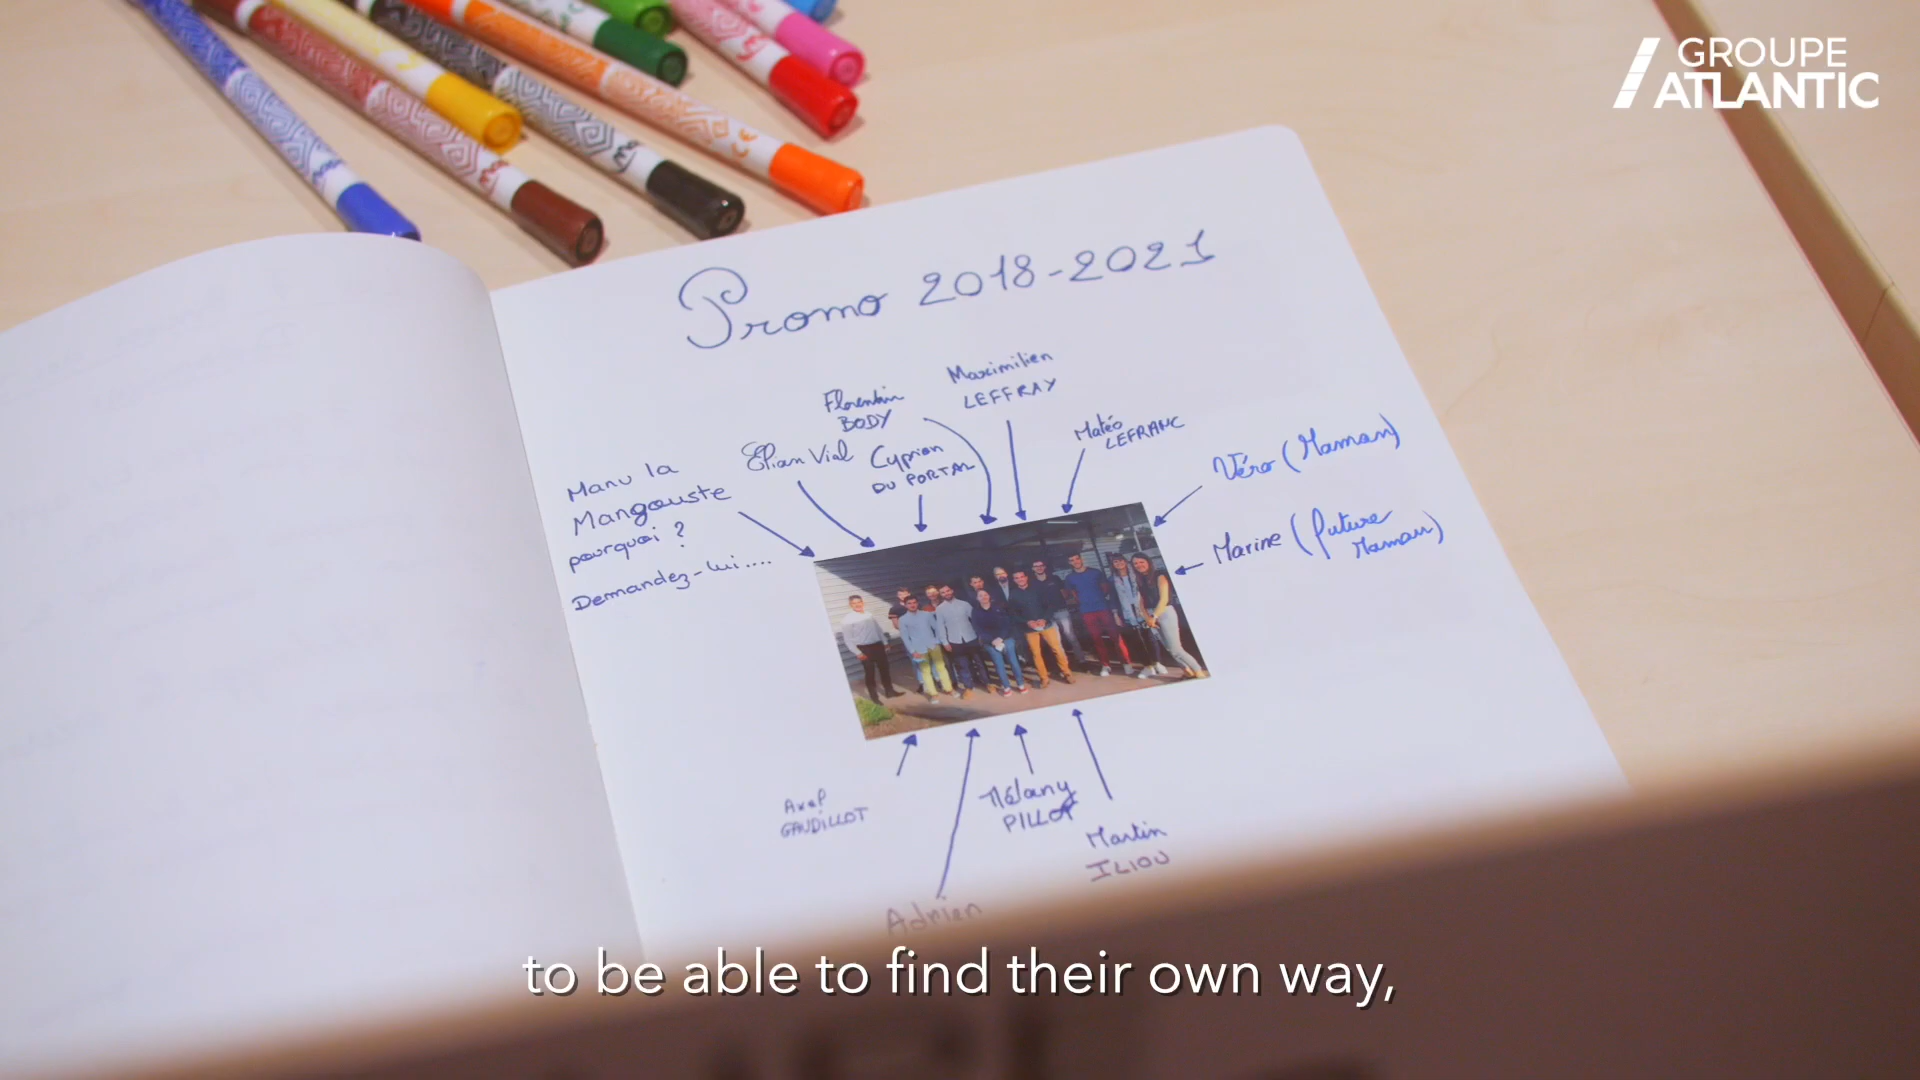 GROUPE
ATLANTIC
Promo 2018-2021
Maximilien
LEFFRAY
Florentin
BODY
Matéo
LEFRANC
Elian Vial
Cyprien
DU PORTAL
Véro (Maman)
Manu la
Mangouste
pourquoi ?
Demandez-lui....
Marine (future
Maman)
Axel
GAUDILLOT
Mélany
PILLOT
Martin
ILIOU
Adrien
to be able to find their own way,